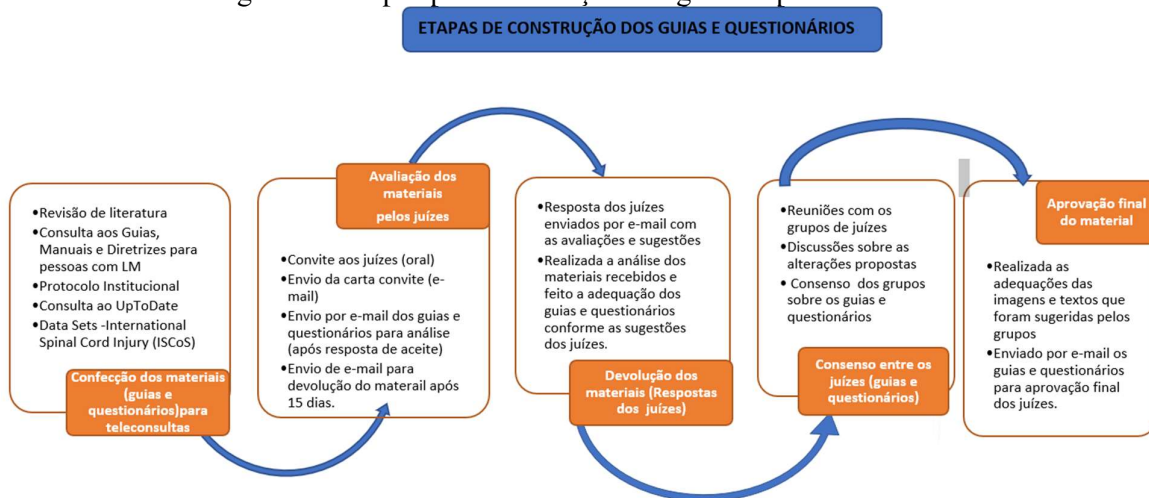 ETAPAS DE CONSTRUÇÃO DOS GUIAS E QUESTIONÁRIOS
•Revisão de literatura
•Consulta aos Guias,
Manuais e Diretrizes para
pessoas com LM
•Protocolo Institucional
•Consulta ao UpToDate
•Data Sets -International
Spinal Cord Injury (ISCoS)
Confecção dos materiais
(guias e
questionários)para
teleconsultas
Avaliação dos
materiais
pelos juízes
•Convite aos juízes (oral)
•Envio da carta convite (e-
mail)
•Envio por e-mail dos guias e
questionários para análise
(após resposta de aceite)
•Envio de e-mail para
devolução do materail após
15 dias.
•Resposta dos juízes
enviados por e-mail com
as avaliações e sugestões
•Realizada a análise dos
materiais recebidos e
feito a adequação dos
guias e questionários
conforme as sugestões
dos juízes.
Devolução dos
materiais (Respostas
dos juízes)
•Reuniões com os
grupos de juízes
•Discussões sobre as
alterações propostas
• Consenso dos grupos
sobre os guias e
questionários
Consenso entre os
juízes (guias e
questionários)
Aprovação final
do material
•Realizada as
adequações das
imagens e textos que
foram sugeridas pelos
grupos
•Enviado por e-mail os
guias e questionários
para aprovação final
dos juízes.